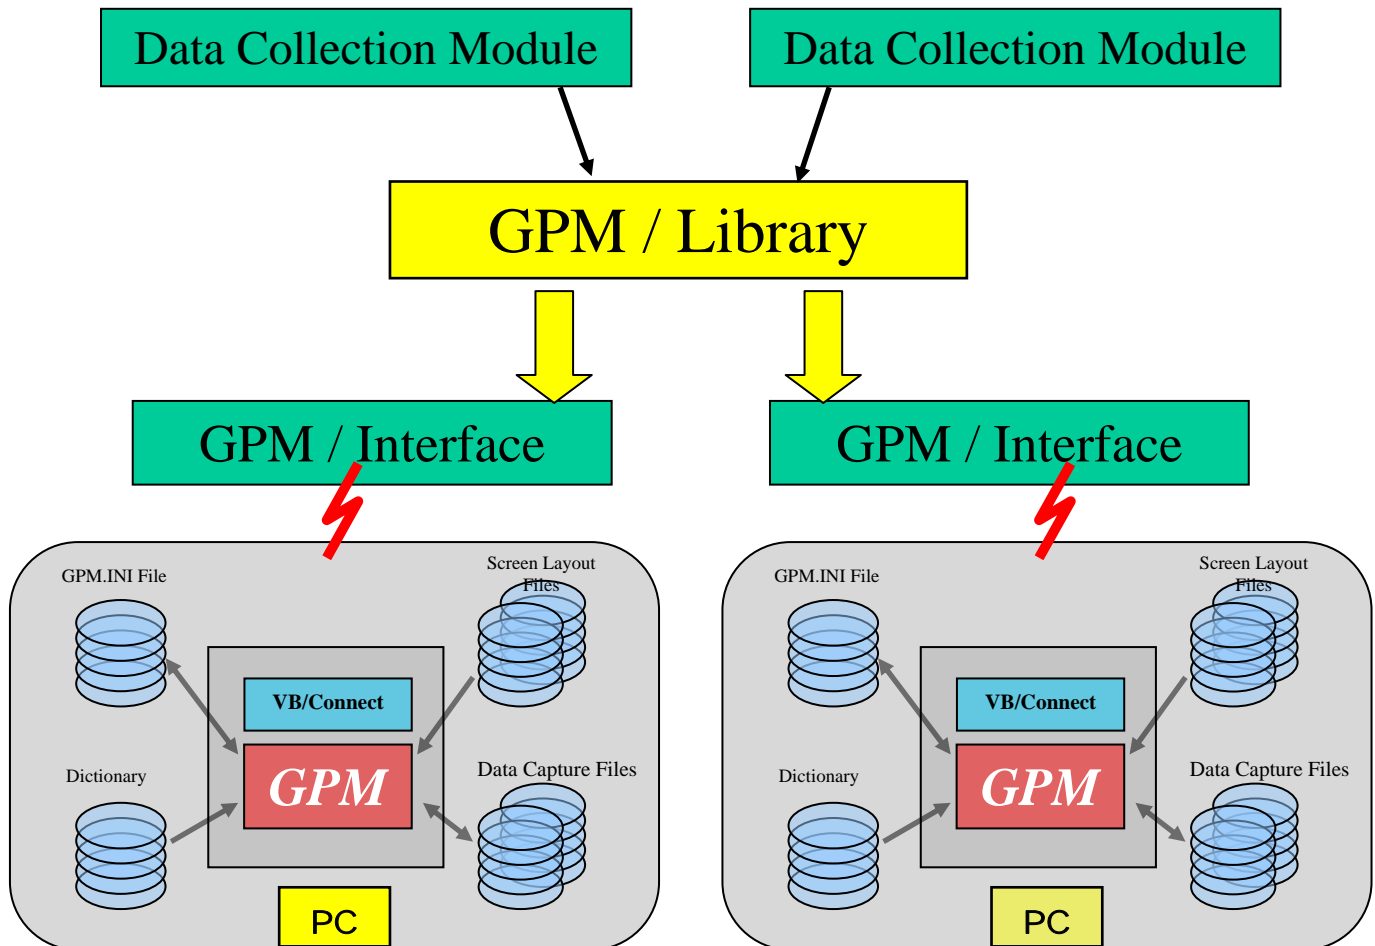 Data Collection Module
Data Collection Module
GPM / Library
GPM / Interface
GPM / Interface
GPM.INI File
Screen Layout
Files
VB/Connect
GPM
Dictionary
Data Capture Files
PC
GPM.INI File
Screen Layout
Files
VB/Connect
GPM
Dictionary
Data Capture Files
PC